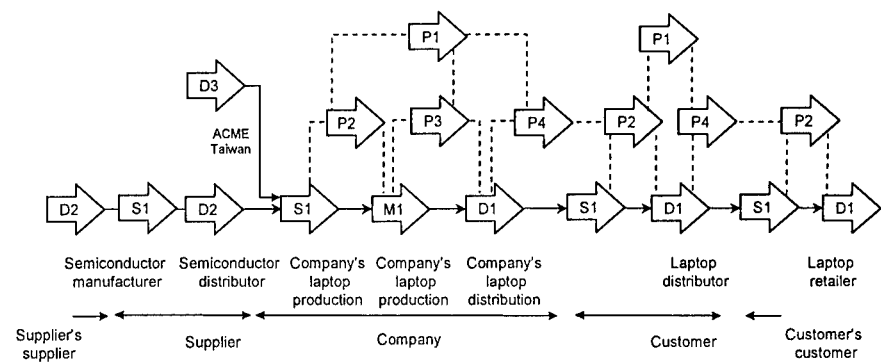 P1
P1
D3
ACME
Taiwan
P2
P3
P4
P2
P4
P2
D2
S1
D2
S1
M1
D1
S1
D1
S1
D1
Semiconductor
manufacturer
Semiconductor
distributor
Company's
laptop
production
Company's
laptop
production
Company's
laptop
distribution
Laptop
distributor
Laptop
retailer
Supplier's
supplier
Supplier
Company
Customer
Customer's
customer